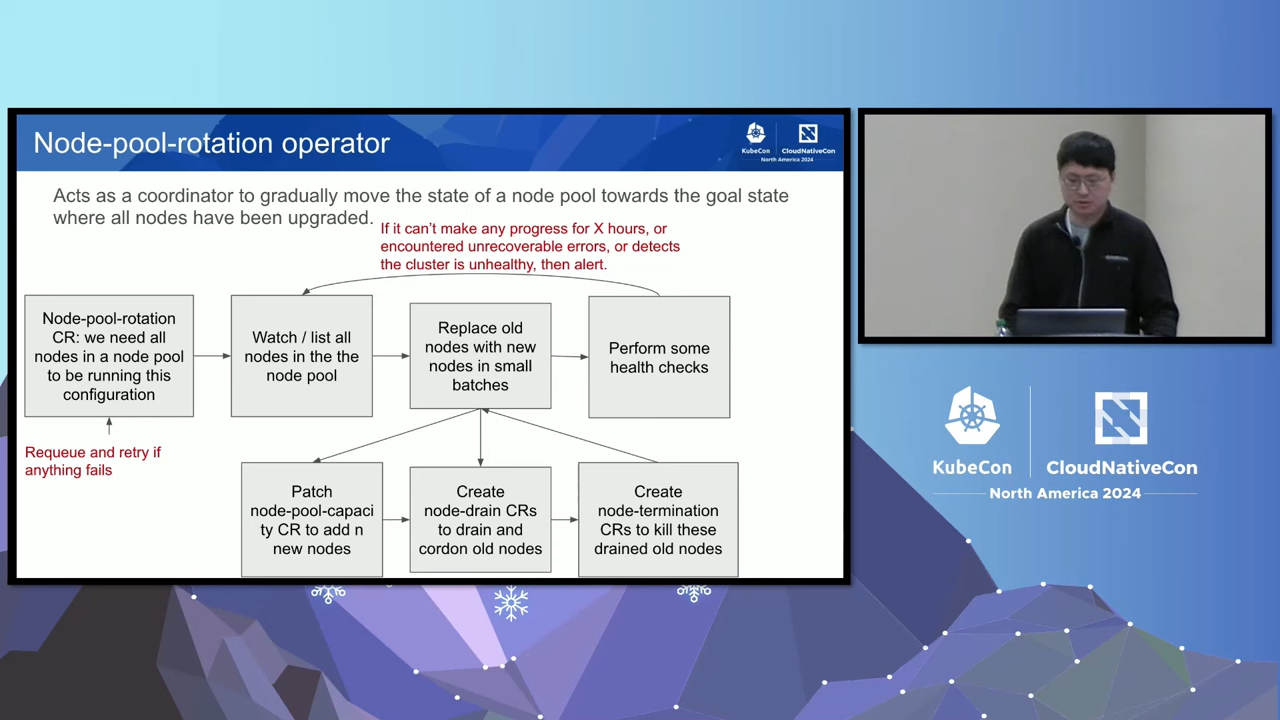 Node-pool-rotation operator
KubeCon
CloudNativeCon
North America 2024
Acts as a coordinator to gradually move the state of a node pool towards the goal state
where all nodes have been upgraded.
If it can't make any progress for X hours, or
encountered unrecoverable errors, or detects
the cluster is unhealthy, then alert.
Node-pool-rotation
CR: we need all
nodes in a node pool
to be running this
configuration
Watch / list all
nodes in the the
node pool
Replace old
nodes with new
nodes in small
batches
Perform some
health checks
Requeue and retry if
anything fails
Patch
node-pool-capaci
ty CR to add n
new nodes
Create
node-drain CRs
to drain and
cordon old nodes
Create
node-termination
CRs to kill these
drained old nodes
KubeCon
CloudNativeCon
North America 2024